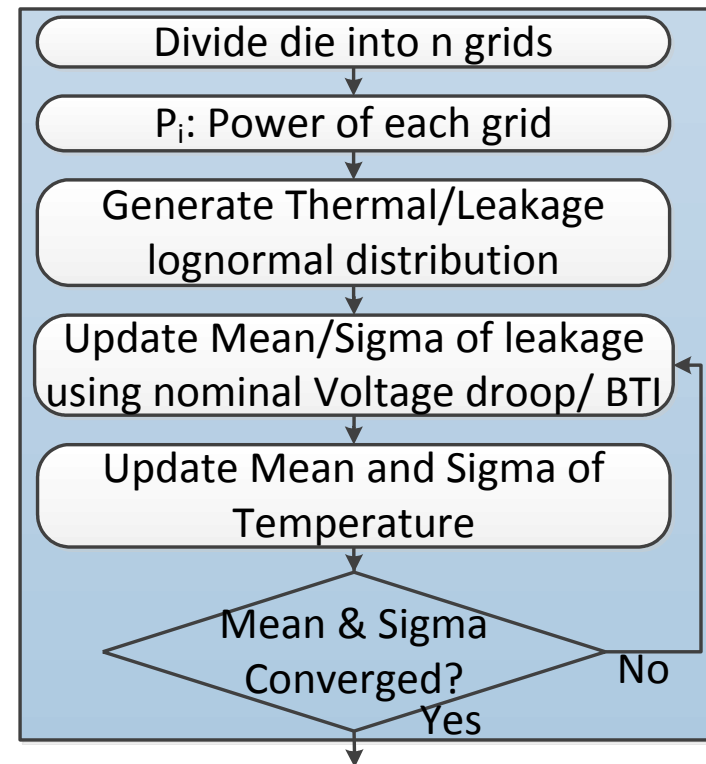 Divide die into n grids
Pi: Power of each grid
Generate Thermal/Leakage
lognormal distribution
Update Mean/Sigma of leakage
using nominal Voltage droop/ BTI
Update Mean and Sigma of
Temperature
Mean & Sigma
Converged?
No
Yes